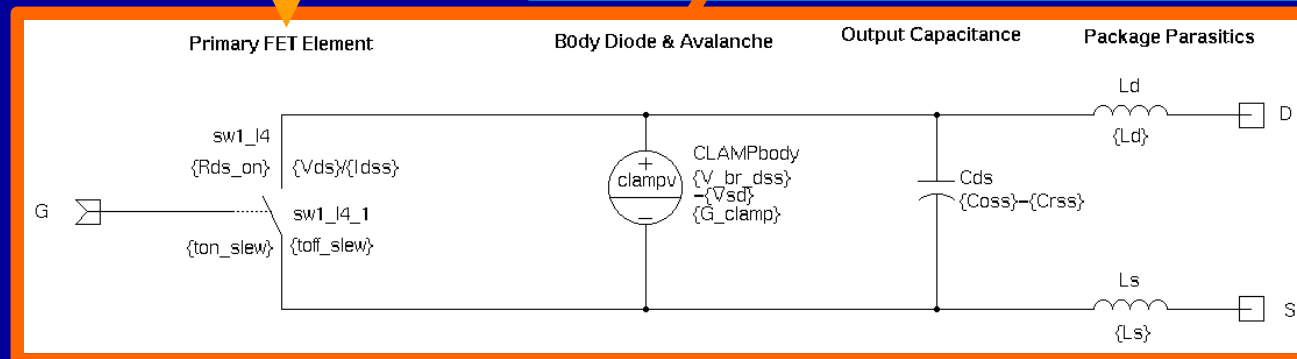 Primary FET Element
B0dy Diode & Avalanche
Output Capacitance
Package Parasitics
Ld
D
{Ld}
sw1_l4
{Rds_on} {Vds}/{Idss}
CLAMPbody
+
clampv
{V_br_dss}
-{Vsd}
{G_clamp}
−
Cds
{Coss}-{Crss}
G
sw1_l4_1
{ton_slew} {toff_slew}
Ls
S
{Ls}